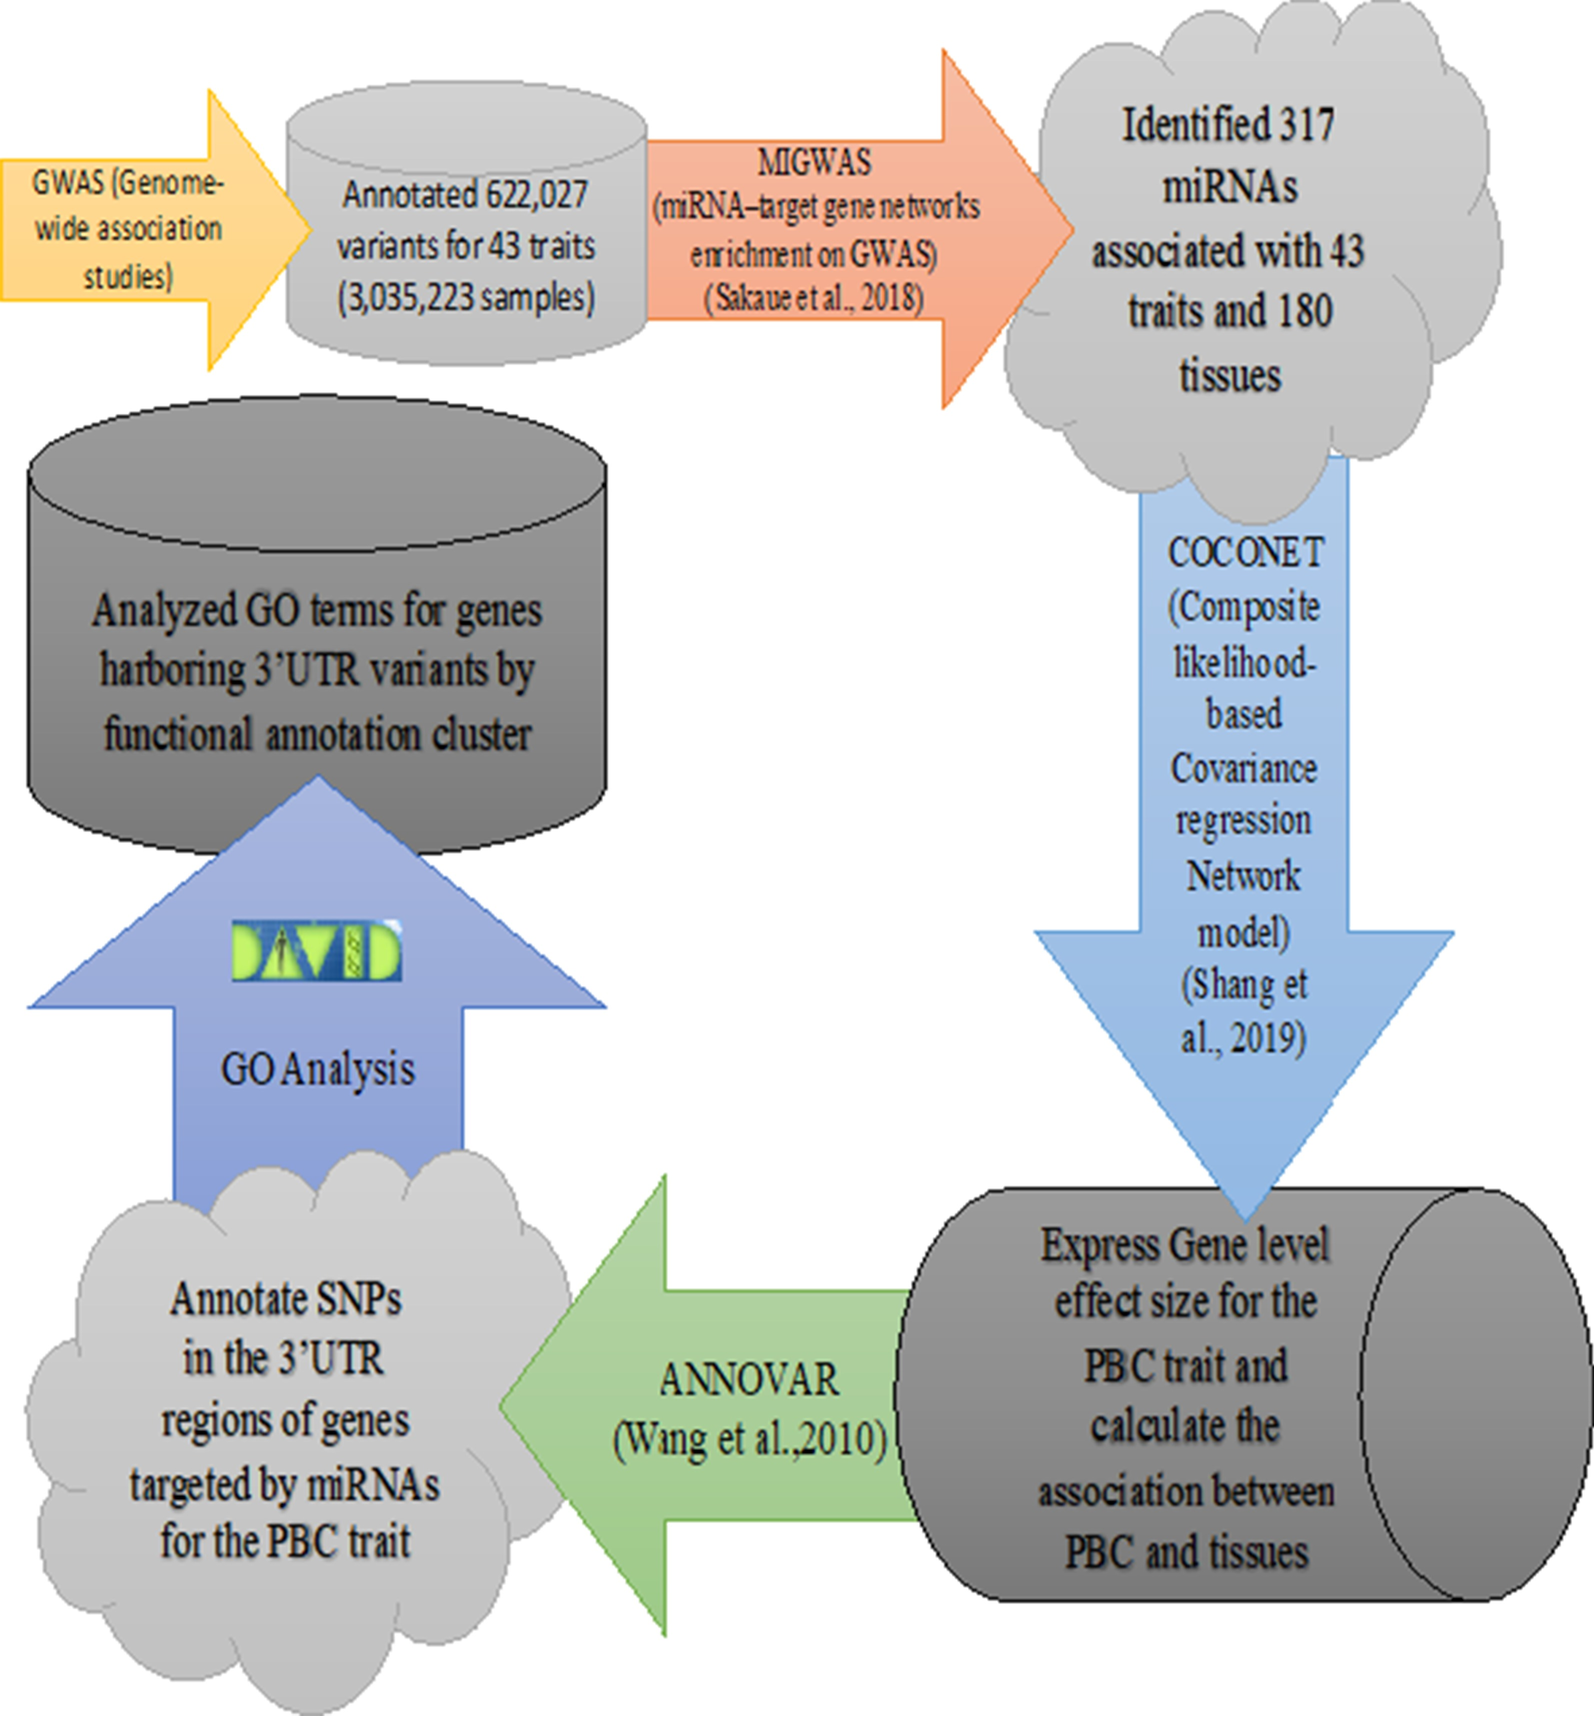 GWAS (Genome-
wide association
studies)
Annotated 622,027
variants for 43 traits
(3,035,223 samples)
MIGWAS
(miRNA–target gene networks
enrichment on GWAS)
(Sakaue et al., 2018)
Identified 317
miRNAs
associated with 43
traits and 180
tissues
COCONET
(Composite
likelihood-
based
Covariance
regression
Network
model)
(Shang et
al., 2019)
Express Gene level
effect size for the
PBC trait and
calculate the
association between
PBC and tissues
ANNOVAR
(Wang et al.,2010)
Annotate SNPs
in the 3’UTR
regions of genes
targeted by miRNAs
for the PBC trait
DAVID
GO Analysis
Analyzed GO terms for genes
harboring 3’UTR variants by
functional annotation cluster